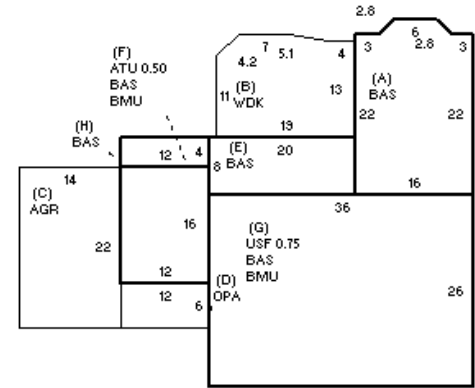 2.8
6
3 2.8 3
(A)
BAS
22 22
16
7
4.2 5.1 4
(B)
WDK
11 13
19
(F)
ATU 0.50
BAS
BMU
(H)
BAS
12 4
(E)
BAS
20
8
14
(C)
AGR
22
16
12
12
6
(D)
OPA
36
(G)
USF 0.75
BAS
BMU
26